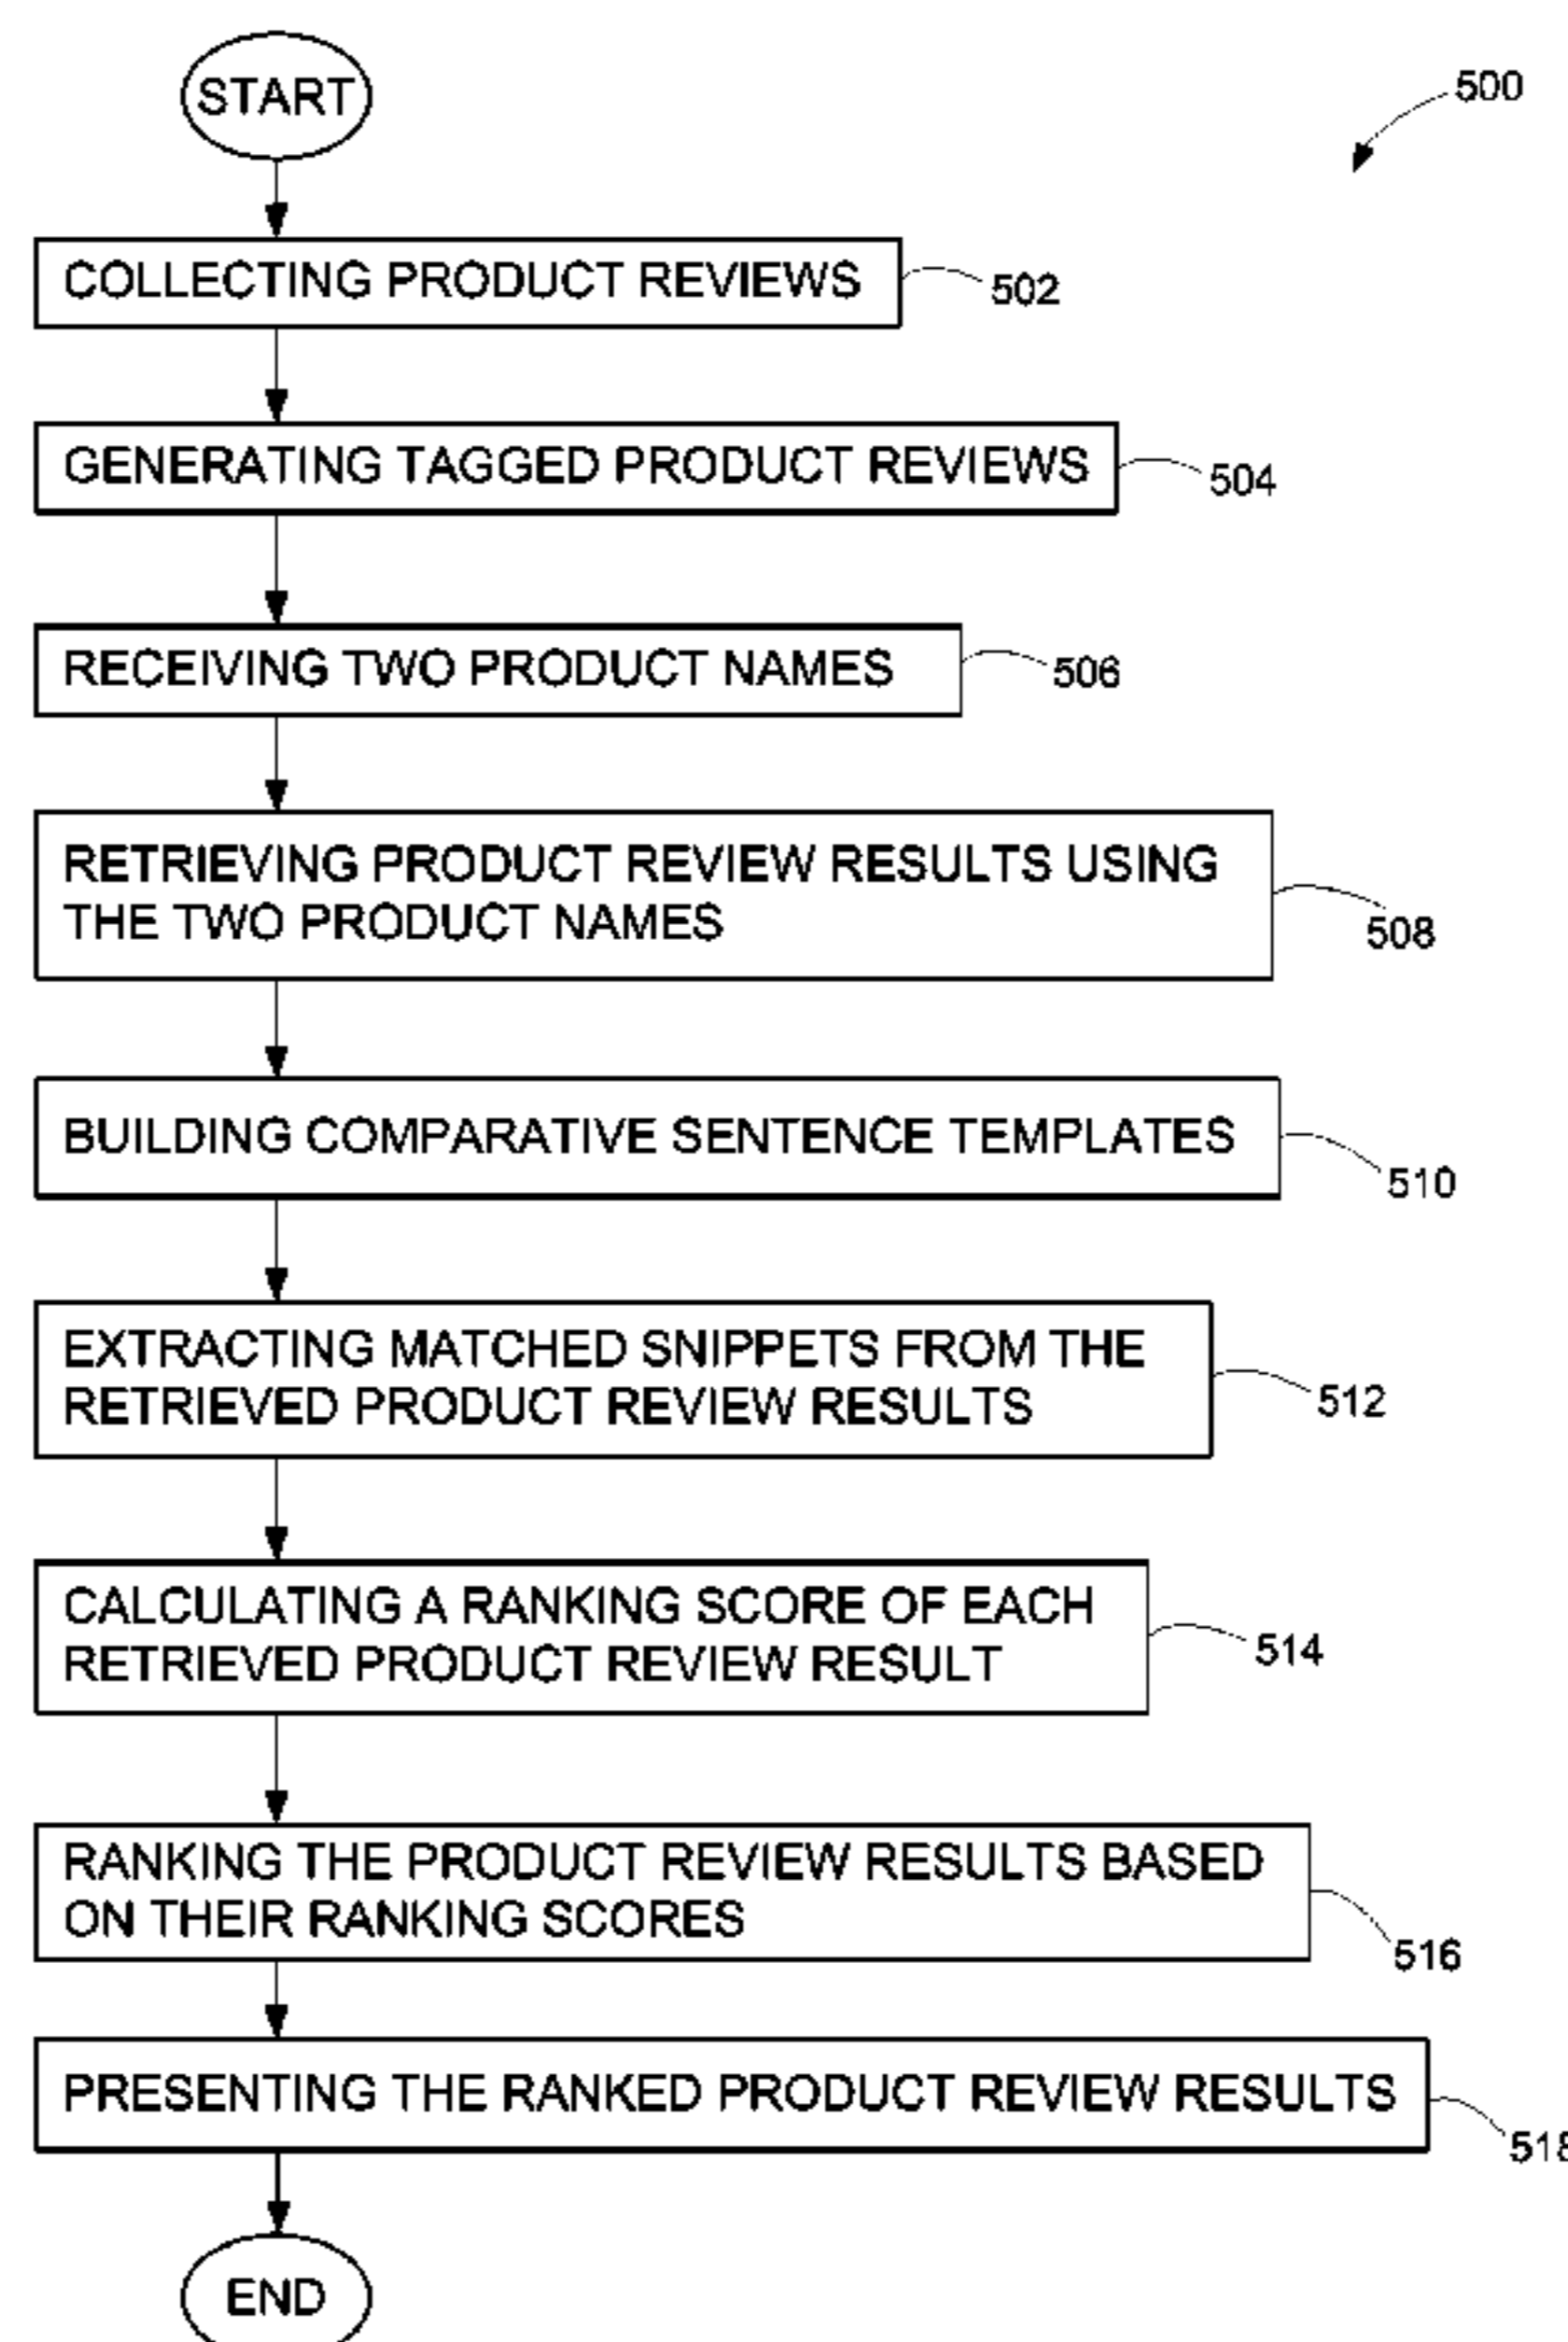 START
500
COLLECTING PRODUCT REVIEWS
502
GENERATING TAGGED PRODUCT REVIEWS
504
RECEIVING TWO PRODUCT NAMES
506
RETRIEVING PRODUCT REVIEW RESULTS USING
THE TWO PRODUCT NAMES
508
BUILDING COMPARATIVE SENTENCE TEMPLATES
510
EXTRACTING MATCHED SNIPPETS FROM THE
RETRIEVED PRODUCT REVIEW RESULTS
512
CALCULATING A RANKING SCORE OF EACH
RETRIEVED PRODUCT REVIEW RESULT
514
RANKING THE PRODUCT REVIEW RESULTS BASED
ON THEIR RANKING SCORES
516
PRESENTING THE RANKED PRODUCT REVIEW RESULTS
518
END